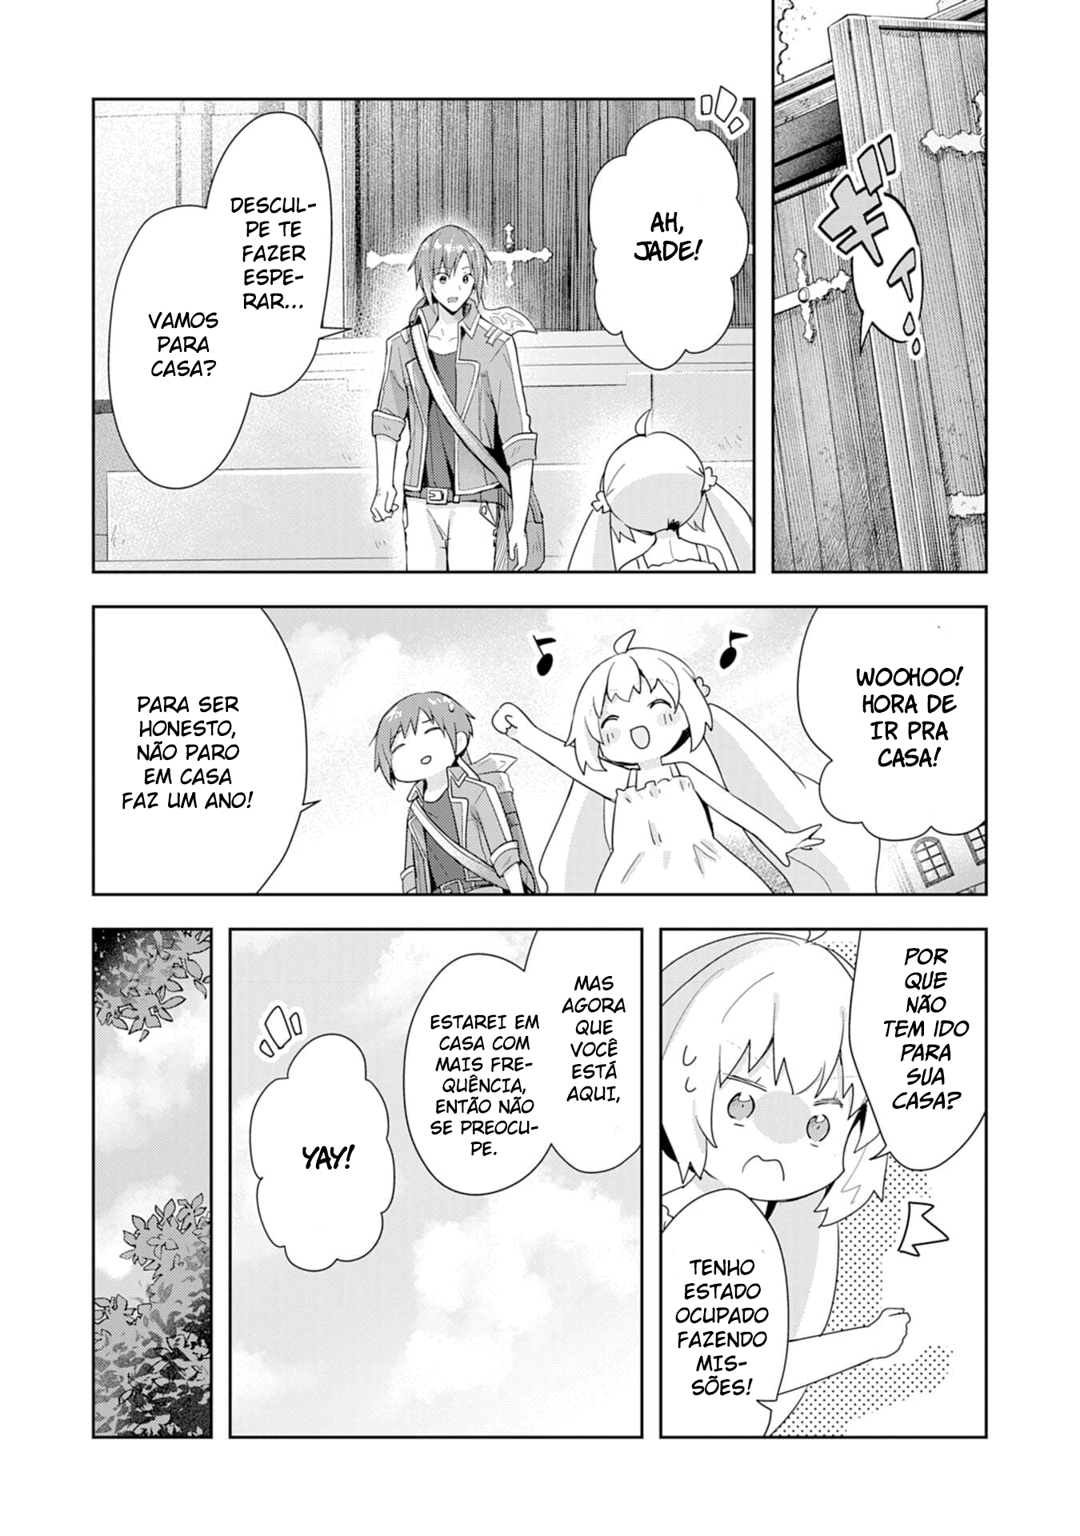 ギイ
AH,
JADE!
DESCUL-
PE TE
FAZER
ESPE-
RAR...
VAMOS
PARA
CASA?
WOOHOO!
HORA DE
IR PRA
CASA!
PARA SER
HONESTO,
NÃO PARO
EM CASA
FAZ UM ANO!
POR
QUE
NÃO
TEM IDO
PARA
SUA
CASA?
TENHO
ESTADO
OCUPADO
FAZENDO
MIS-
SÕES!
MAS
AGORA
QUE
VOCÊ
ESTÁ
AQUI,
ESTAREI EM
CASA COM
MAIS FRE-
QUÊNCIA,
ENTÃO NÃO
SE PREOCU-
PE.
YAY!